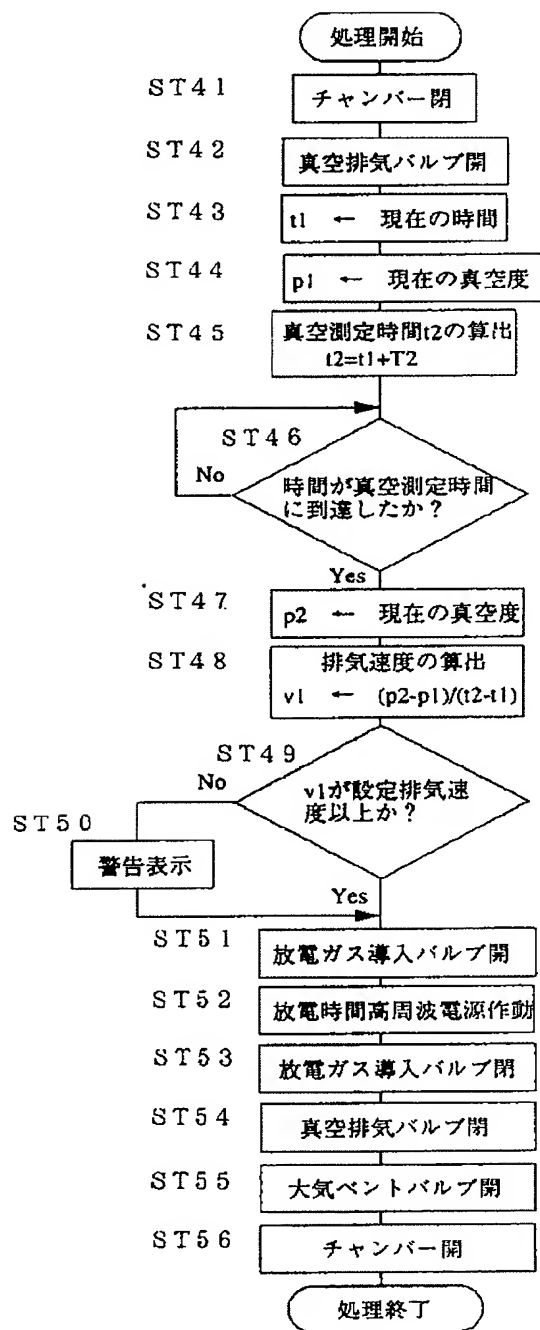 処理開始
ST41
チャンバー閉
ST42
真空排気バルブ開
ST43
t1 ← 現在の時間
ST44
p1 ← 現在の真空度
ST45
真空測定時間t2の算出
t2=t1+T2
ST46
No
時間が真空測定時間
に到達したか？
Yes
ST47
p2 ← 現在の真空度
ST48
排気速度の算出
v1 ← (p2-p1)/(t2-t1)
ST49
No
v1が設定排気速
度以上か？
ST50
警告表示
Yes
ST51
放電ガス導入バルブ開
ST52
放電時間高周波電源作動
ST53
放電ガス導入バルブ閉
ST54
真空排気バルブ閉
ST55
大気ベントバルブ開
ST56
チャンバー開
処理終了